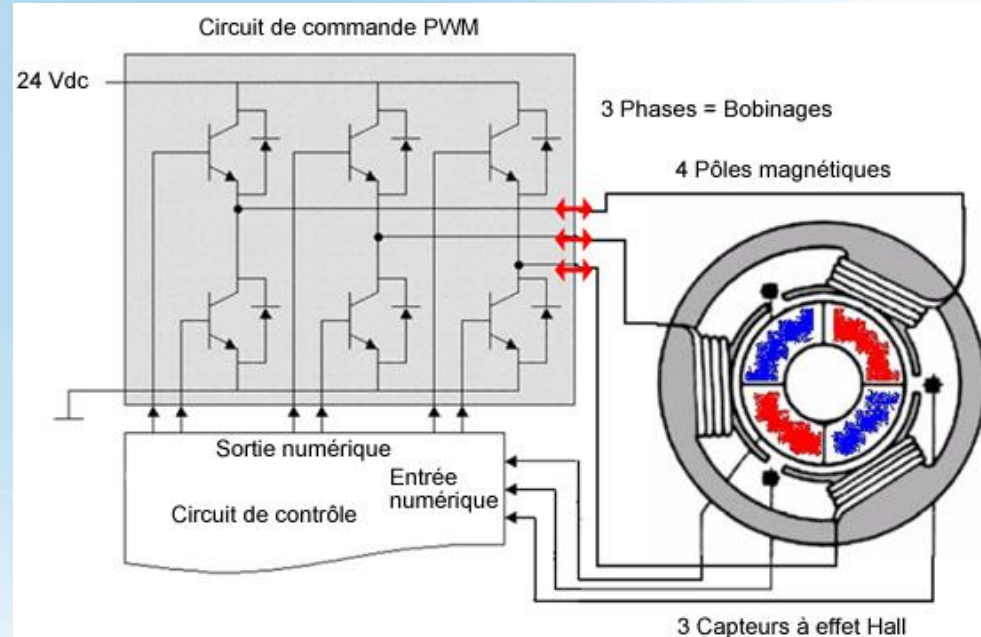 Circuit de commande PWM
24 Vdc
3 Phases = Bobinages
4 Pôles magnétiques
Sortie numérique
Entrée
numérique
Circuit de contrôle
3 Capteurs à effet Hall